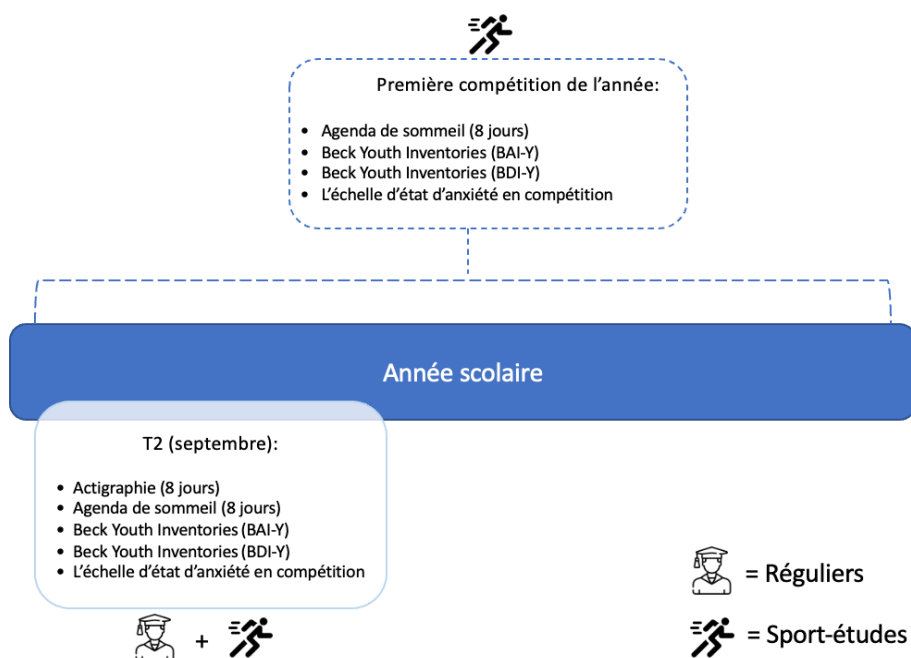 Première compétition de l'année:
• Agenda de sommeil (8 jours)
• Beck Youth Inventories (BAI-Y)
• Beck Youth Inventories (BDI-Y)
• L'échelle d'état d'anxiété en compétition
Année scolaire
T2 (septembre):
• Actigraphie (8 jours)
• Agenda de sommeil (8 jours)
• Beck Youth Inventories (BAI-Y)
• Beck Youth Inventories (BDI-Y)
• L'échelle d'état d'anxiété en compétition
+
= Réguliers
= Sport-études